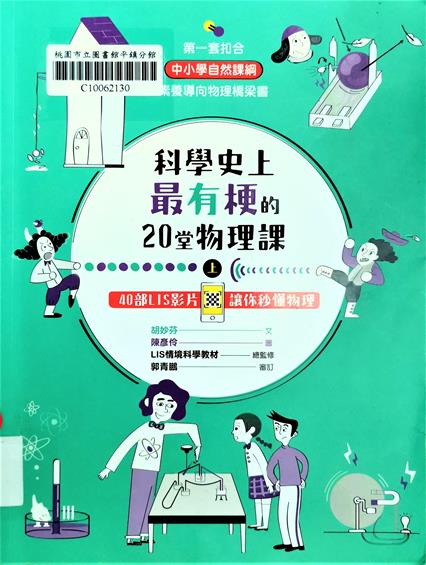 第一套扣合
桃園市立圖書館平鎮分館
C10062130
中小學自然課綱
素養導向物理橋梁書
科學史上
最有梗的
20堂物理課
上
40部LIS影片 讓你秒懂物理
胡妙芬 文
陳彥伶 圖
LIS情境科學教材 總監修
郭青鵬 審訂